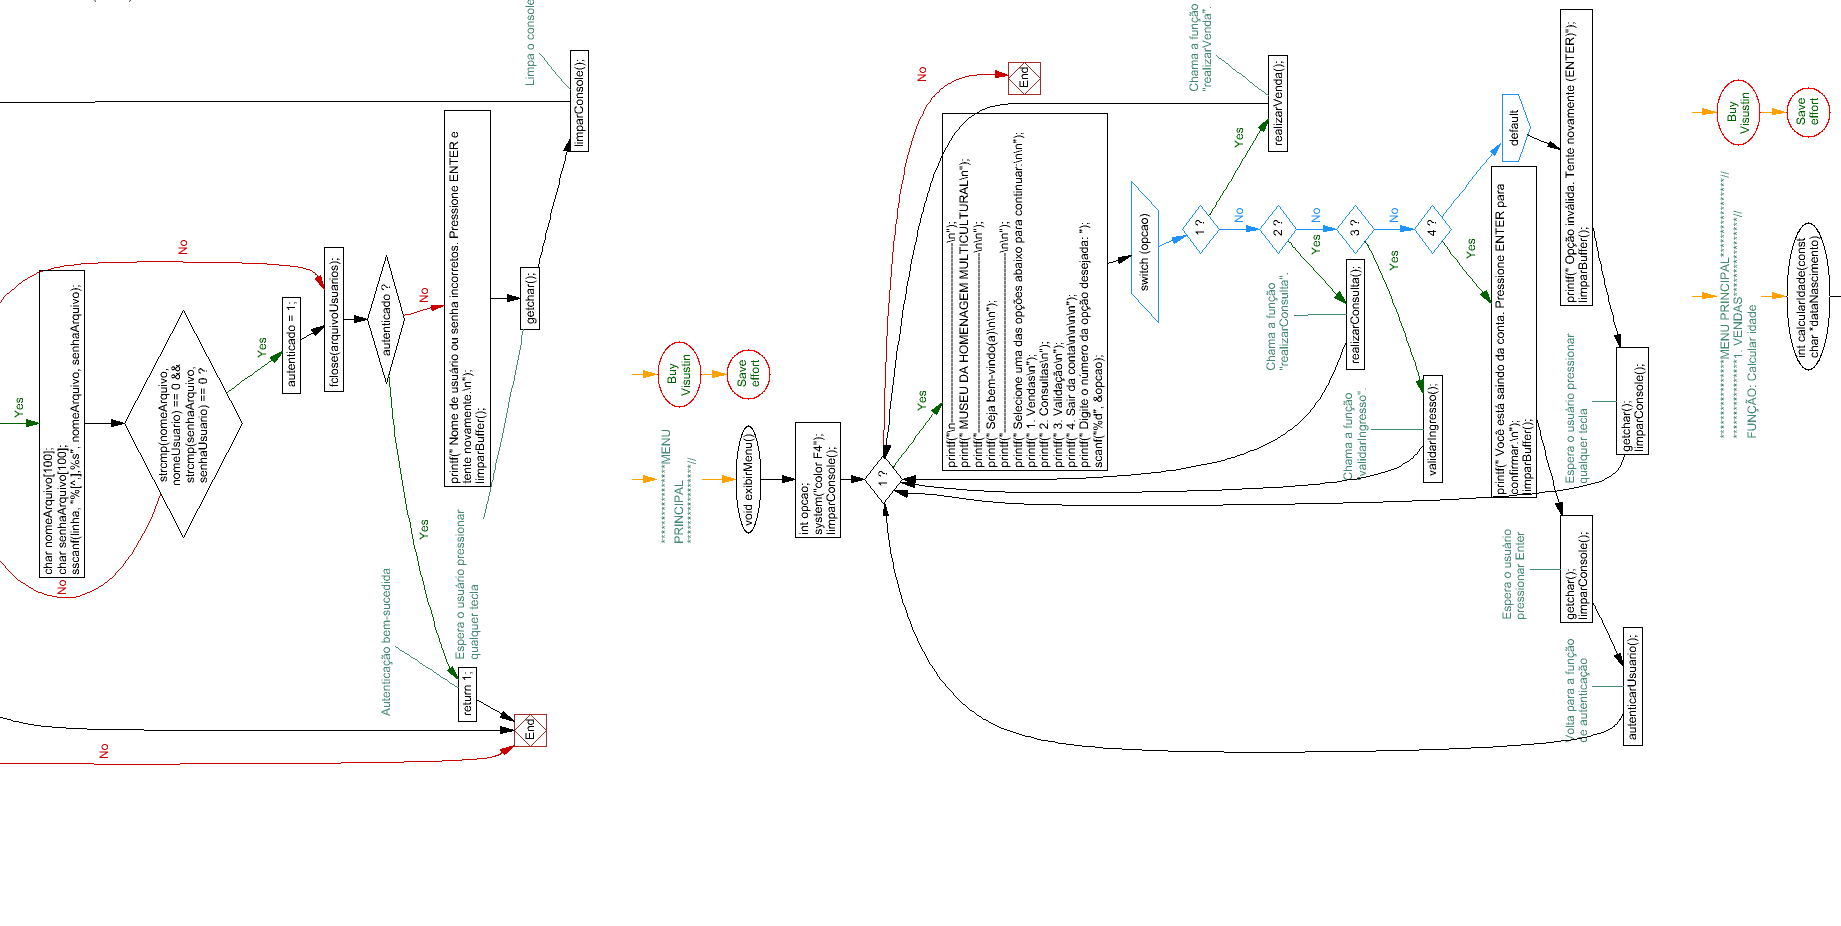 Yes
char nomeArquivo[100];
char senhaArquivo[100];
sscanf(linha, "%[^,],%s", nomeArquivo, senhaArquivo);
No
strcmp(nomeArquivo,
nomeUsuario) == 0 &&
strcmp(senhaArquivo,
senhaUsuario) == 0 ?
No
Yes
autenticado = 1;
fclose(arquivoUsuarios);
autenticado ?
No
Yes
printf(" Nome de usuário ou senha incorretos. Pressione ENTER e
tente novamente.\n");
limparBuffer();
getchar();
Espera o usuário pressionar
qualquer tecla
Limpa o console
limparConsole();
Autenticação bem-sucedida
return 1;
No
End
Buy
Visustin
Save
effort
MENU
PRINCIPAL
void exibirMenu()
int opcao;
system("color F4");
limparConsole();
1 ?
No
End
Yes
printf(" MUSEU DA HOMENAGEM MULTICULTURAL\n");
printf(" Seja bem-vindo(a)\n\n");
printf(" Selecione uma das opções abaixo para continuar:\n\n");
printf(" 1. Vendas\n");
printf(" 2. Consultas\n");
printf(" 3. Validação\n");
printf(" 4. Sair da conta\n\n\n");
printf(" Digite o número da opção desejada: ");
scanf("%d", &opcao);
switch (opcao)
1 ?
Yes
Chama a função
"realizarVenda".
realizarVenda();
No
2 ?
Yes
Chama a função
"realizarConsulta".
realizarConsulta();
No
3 ?
Yes
Chama a função
"validarIngresso".
validarIngresso();
No
4 ?
Yes
printf(" Você está saindo da conta. Pressione ENTER para
confirmar.\n");
limparBuffer();
Espera o usuário
pressionar Enter
getchar();
limparConsole();
Volta para a função
de autenticação
autenticarUsuario();
default
printf(" Opção inválida. Tente novamente (ENTER)");
limparBuffer();
Espera o usuário pressionar
qualquer tecla
getchar();
limparConsole();
Buy
Visustin
Save
effort
MENU PRINCIPAL
1. VENDAS
FUNÇÃO: Calcular idade
int calcularIdade(const
char *dataNascimento)